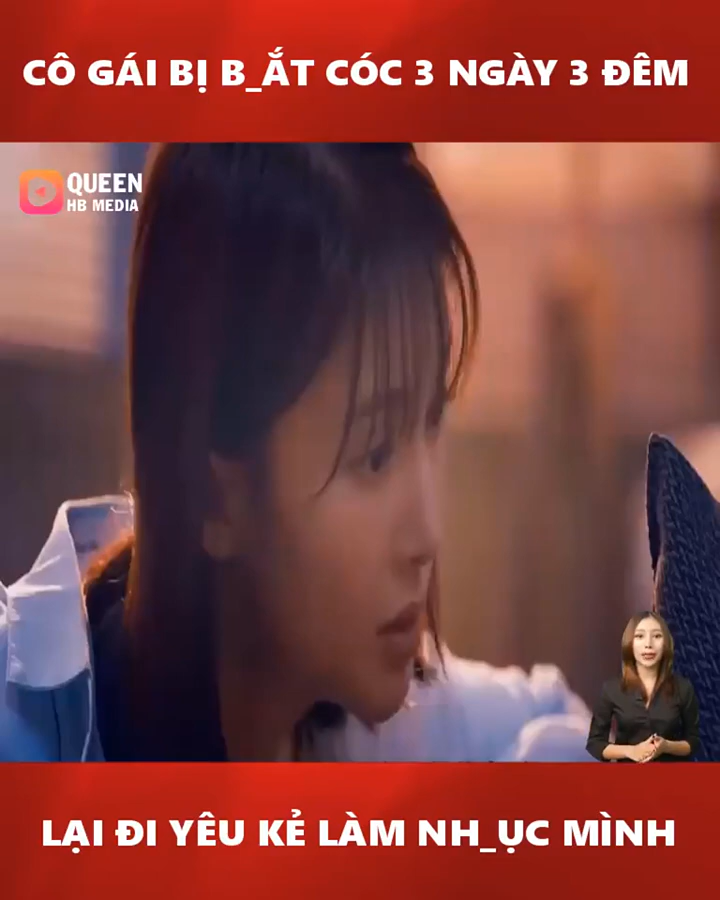 CÔ GÁI BỊ B_ẮT CÓC 3 NGÀY 3 ĐÊM
QUEEN
HB MEDIA
LẠI ĐI YÊU KẺ LÀM NH_ỤC MÌNH